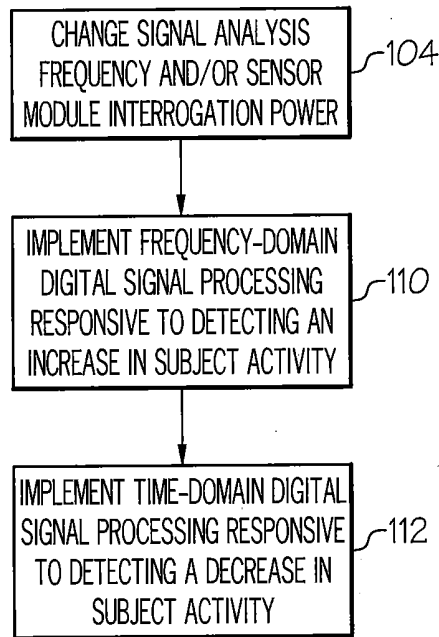 CHANGE SIGNAL ANALYSIS
FREQUENCY AND/OR SENSOR
MODULE INTERROGATION POWER
104
IMPLEMENT FREQUENCY-DOMAIN
DIGITAL SIGNAL PROCESSING
RESPONSIVE TO DETECTING AN
INCREASE IN SUBJECT ACTIVITY
110
IMPLEMENT TIME-DOMAIN DIGITAL
SIGNAL PROCESSING RESPONSIVE
TO DETECTING A DECREASE IN
SUBJECT ACTIVITY
112